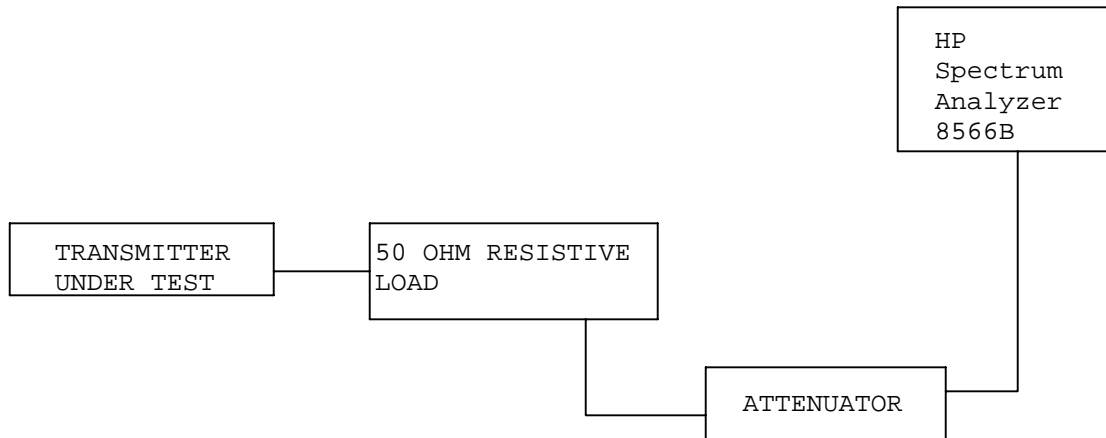 HP
Spectrum
Analyzer
8566B
TRANSMITTER
UNDER TEST
50 OHM RESISTIVE
LOAD
ATTENUATOR